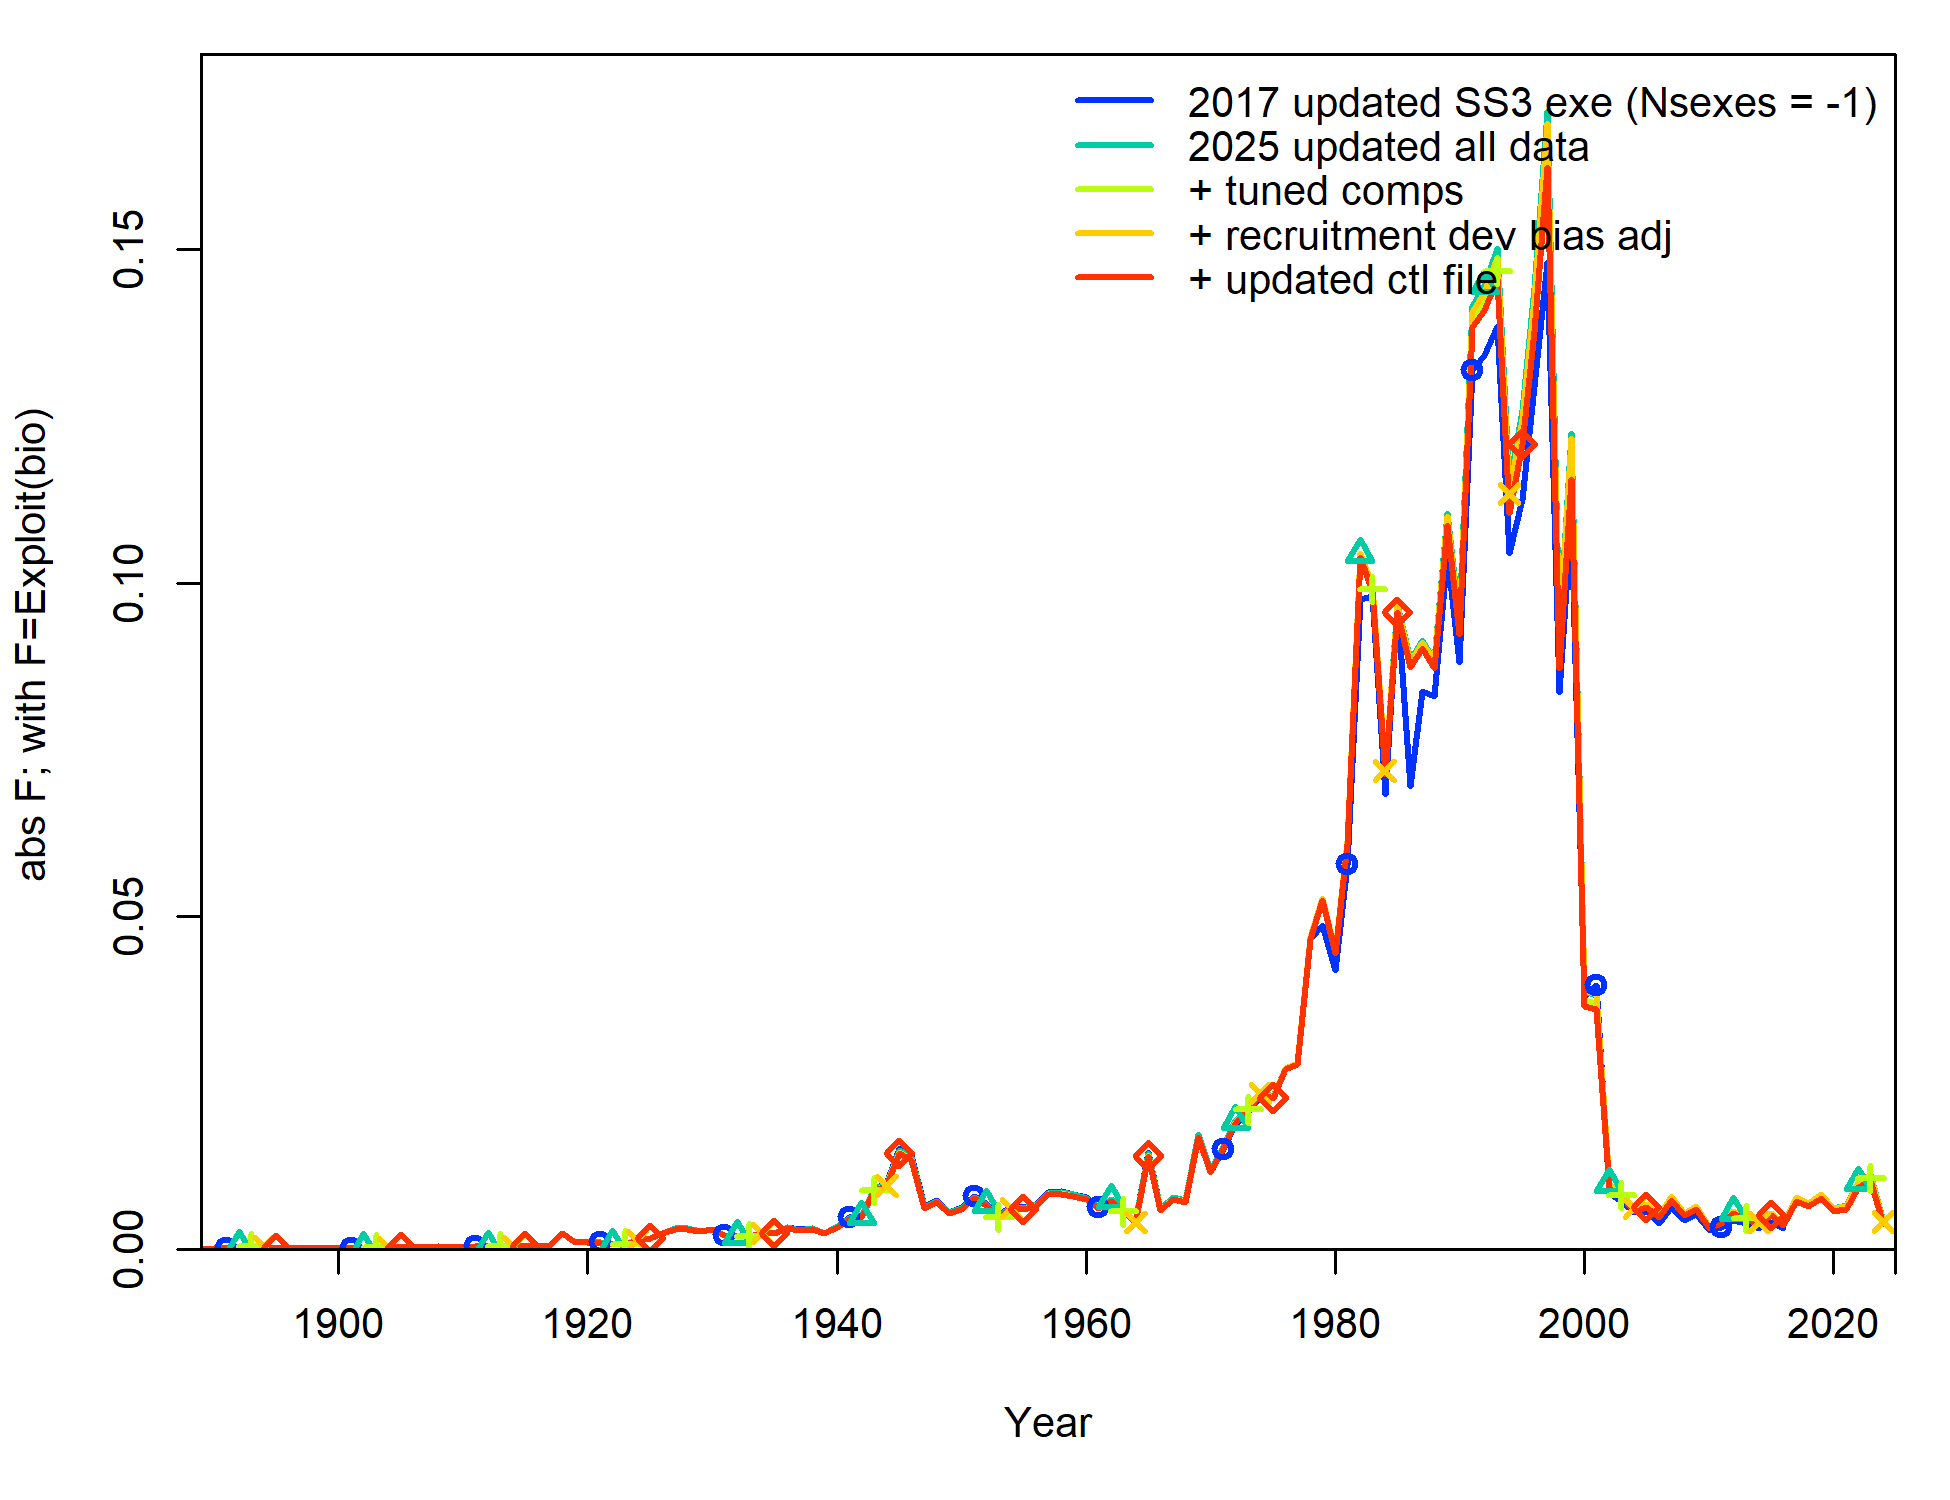 2017 updated SS3 exe (Nsexes = -1)
2025 updated all data
+ tuned comps
+ recruitment dev bias adj
+ updated ctl file
abs F; with F=Exploit(bio)
0.15
0.10
0.05
0.00
1900 1920 1940 1960 1980 2000 2020
Year